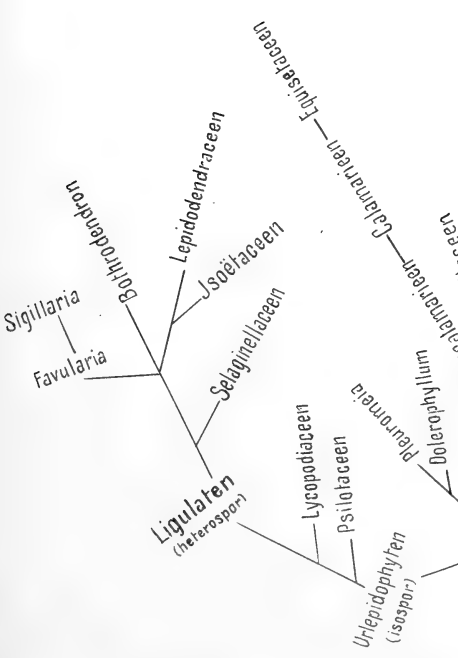 Equisetaceen
Calamarieen
Lepidodendraceen
Bothrodendron
Jsoëtaceen
Sigillaria
Favularia
Selaginellaceen
Pleuromeia
Dolerophyllum
Lycopodiaceen
Psilotaceen
Ligulaten
(heterospor)
Urlepidophyten
(isospor)